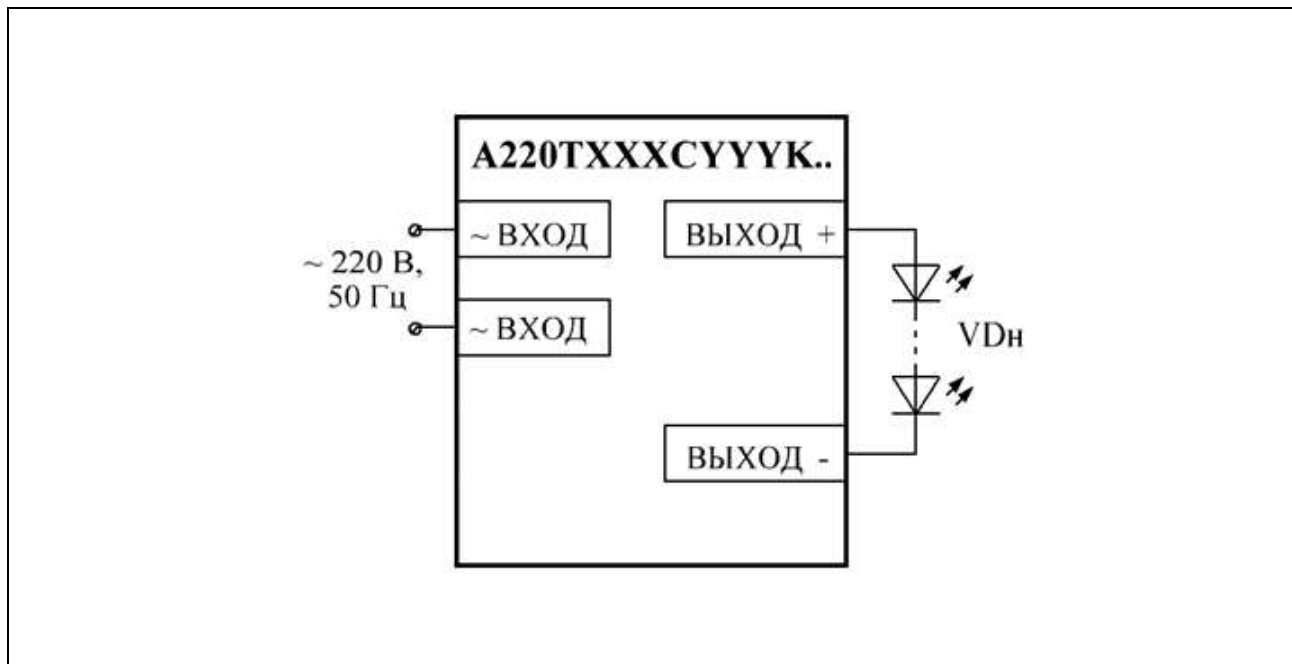 A220TXXXCYYYK..
~ ВХОД
ВЫХОД +
~ 220 В,
50 Гц
~ ВХОД
VDн
ВЫХОД -